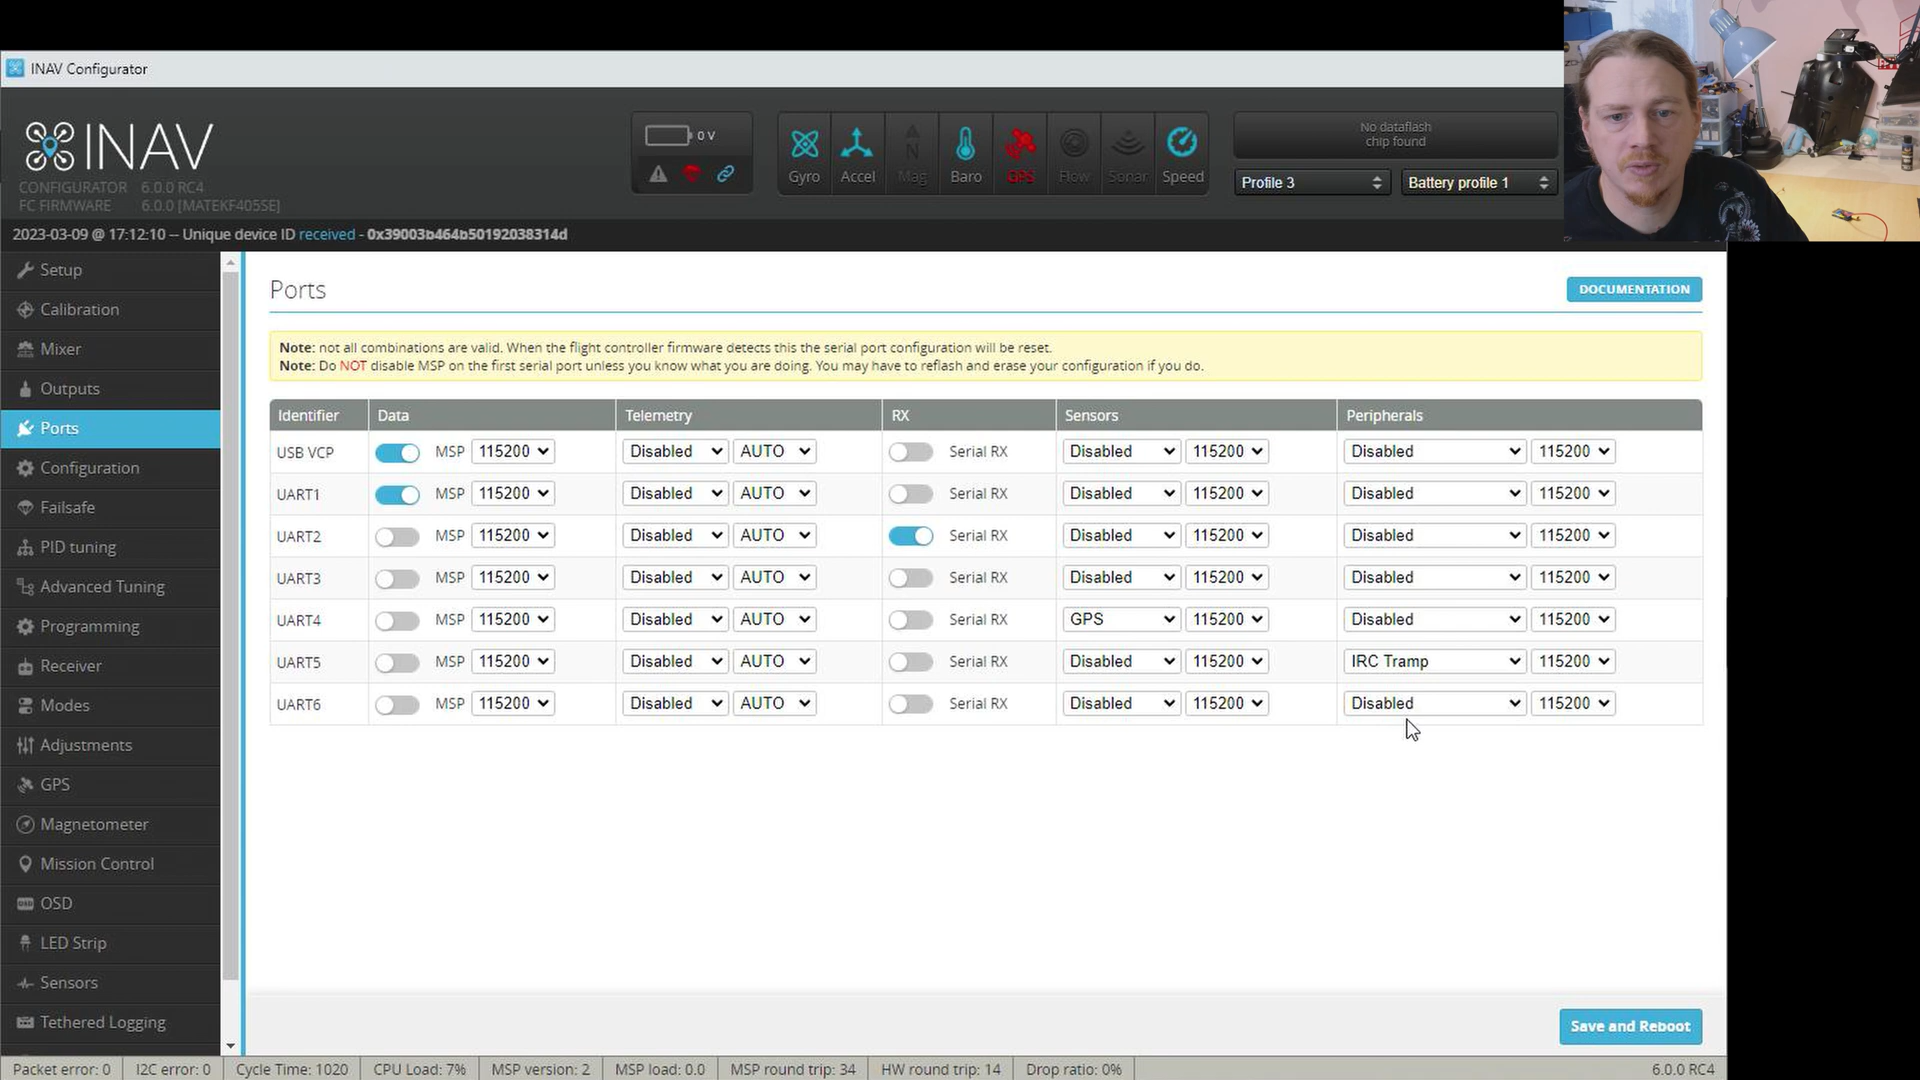 INAV Configurator
INAV
CONFIGURATOR 6.0.0 RC4
FC FIRMWARE 6.0.0 [MATEKF405SE]
0 V
Gyro Accel Mag Baro GPS Flow Sonar Speed
No dataflash
chip found
Profile 3 Battery profile 1
2023-03-09 @ 17:12:10 -- Unique device ID received - 0x39003b464b50192038314d
Setup
Calibration
Mixer
Outputs
Ports
Configuration
Failsafe
PID tuning
Advanced Tuning
Programming
Receiver
Modes
Adjustments
GPS
Magnetometer
Mission Control
OSD
LED Strip
Sensors
Tethered Logging
Ports
DOCUMENTATION
Note: not all combinations are valid. When the flight controller firmware detects this the serial port configuration will be reset.
Note: Do NOT disable MSP on the first serial port unless you know what you are doing. You may have to reflash and erase your configuration if you do.
Identifier Data Telemetry RX Sensors Peripherals
USB VCP MSP 115200 Disabled AUTO Serial RX Disabled 115200 Disabled 115200
UART1 MSP 115200 Disabled AUTO Serial RX Disabled 115200 Disabled 115200
UART2 MSP 115200 Disabled AUTO Serial RX Disabled 115200 Disabled 115200
UART3 MSP 115200 Disabled AUTO Serial RX Disabled 115200 Disabled 115200
UART4 MSP 115200 Disabled AUTO Serial RX GPS 115200 Disabled 115200
UART5 MSP 115200 Disabled AUTO Serial RX Disabled 115200 IRC Tramp 115200
UART6 MSP 115200 Disabled AUTO Serial RX Disabled 115200 Disabled 115200
Save and Reboot
Packet error: 0 I2C error: 0 Cycle Time: 1020 CPU Load: 7% MSP version: 2 MSP load: 0.0 MSP round trip: 34 HW round trip: 14 Drop ratio: 0% 6.0.0 RC4